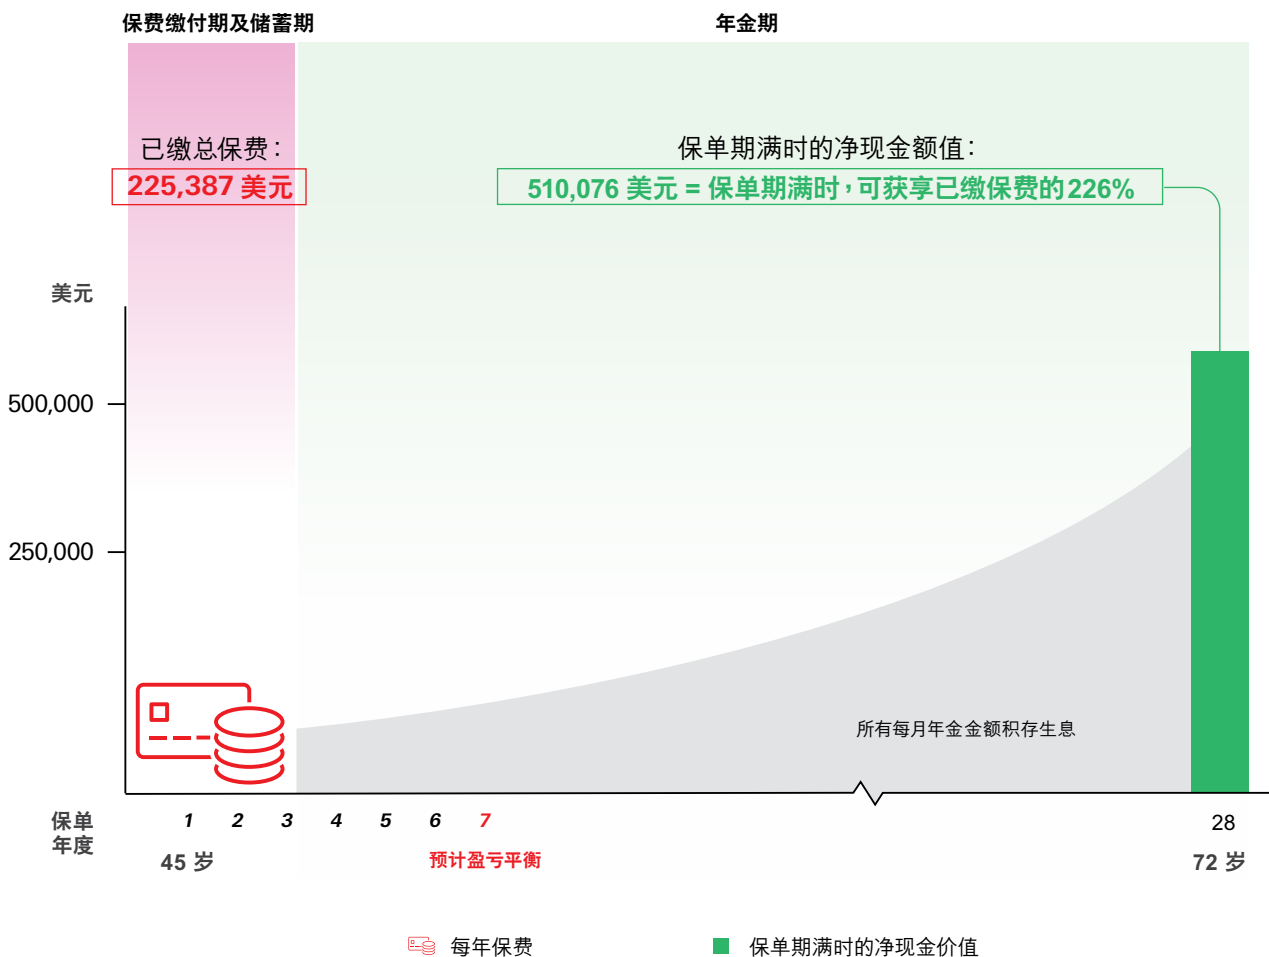 保费缴付期及储蓄期
年金期
已缴总保费：
225,387 美元
保单期满时的净现金额值：
510,076 美元 = 保单期满时，可获享已缴保费的226%
美元
500,000
250,000
所有每月年金金额积存生息
保单
年度
1 2 3 4 5 6 7 28
45 岁
预计盈亏平衡
72 岁
每年保费
保单期满时的净现金价值